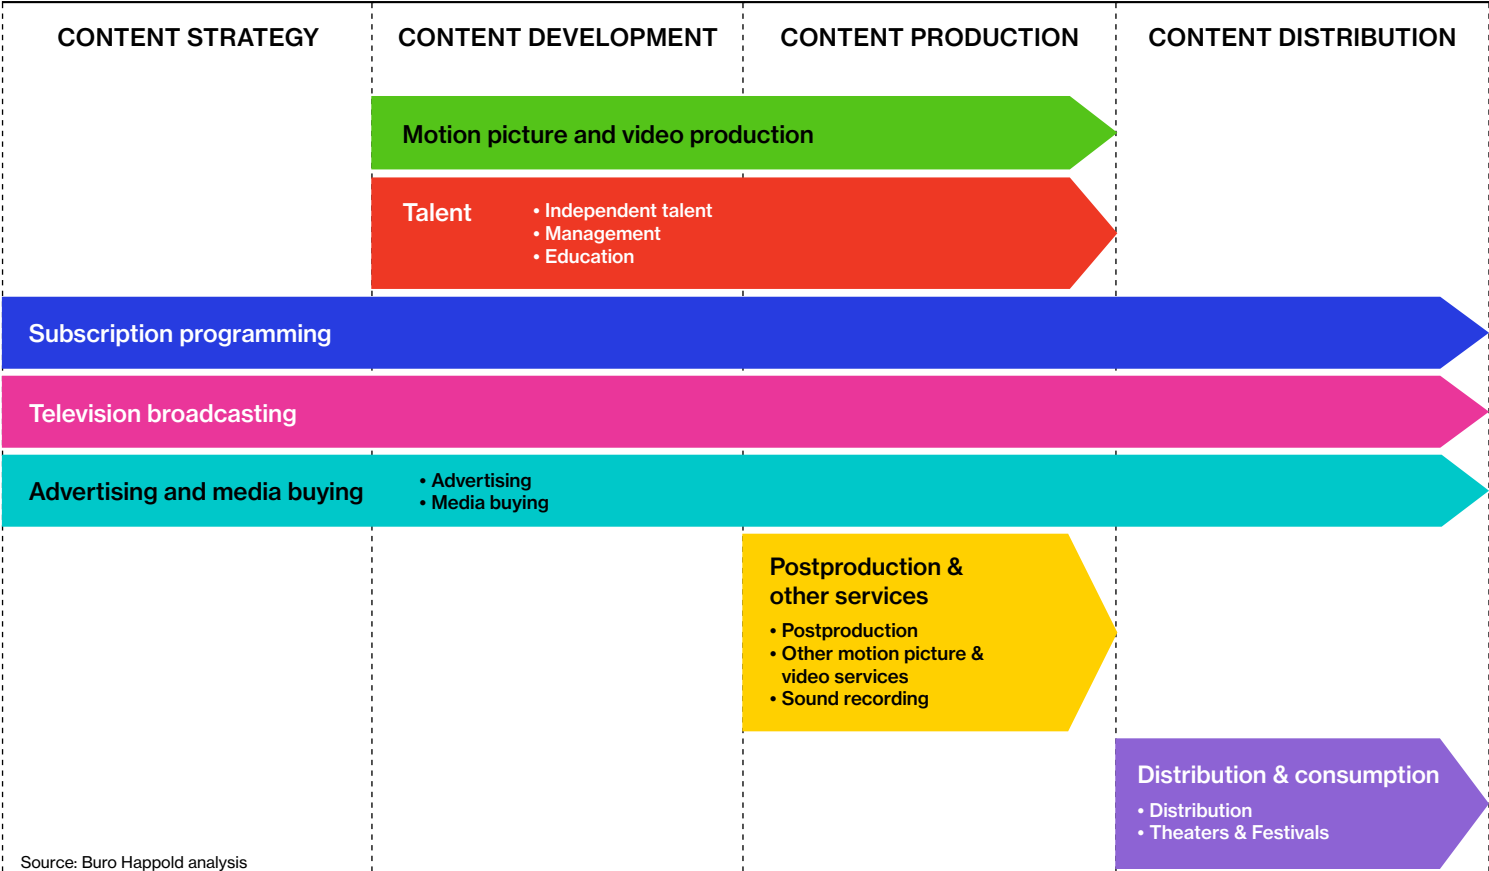 CONTENT STRATEGY
CONTENT DEVELOPMENT
CONTENT PRODUCTION
CONTENT DISTRIBUTION
Motion picture and video production
Talent
• Independent talent
• Management
• Education
Subscription programming
Television broadcasting
Advertising and media buying
• Advertising
• Media buying
Postproduction &
other services
• Postproduction
• Other motion picture &
video services
• Sound recording
Distribution & consumption
• Distribution
• Theaters & Festivals
Source: Buro Happold analysis